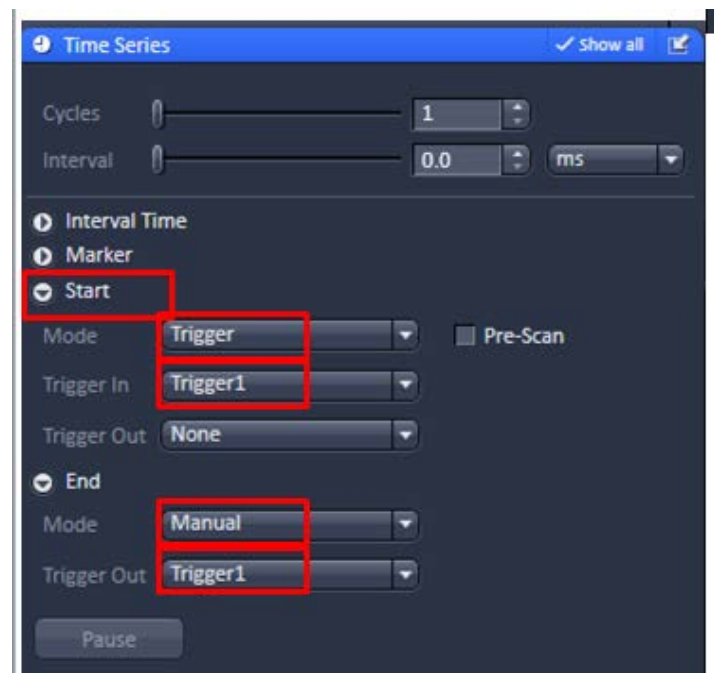 Time Series Show all
Cycles 1
Interval 0.0 ms
Interval Time
Marker
Start
Mode Trigger Pre-Scan
Trigger In Trigger1
Trigger Out None
End
Mode Manual
Trigger Out Trigger1
Pause